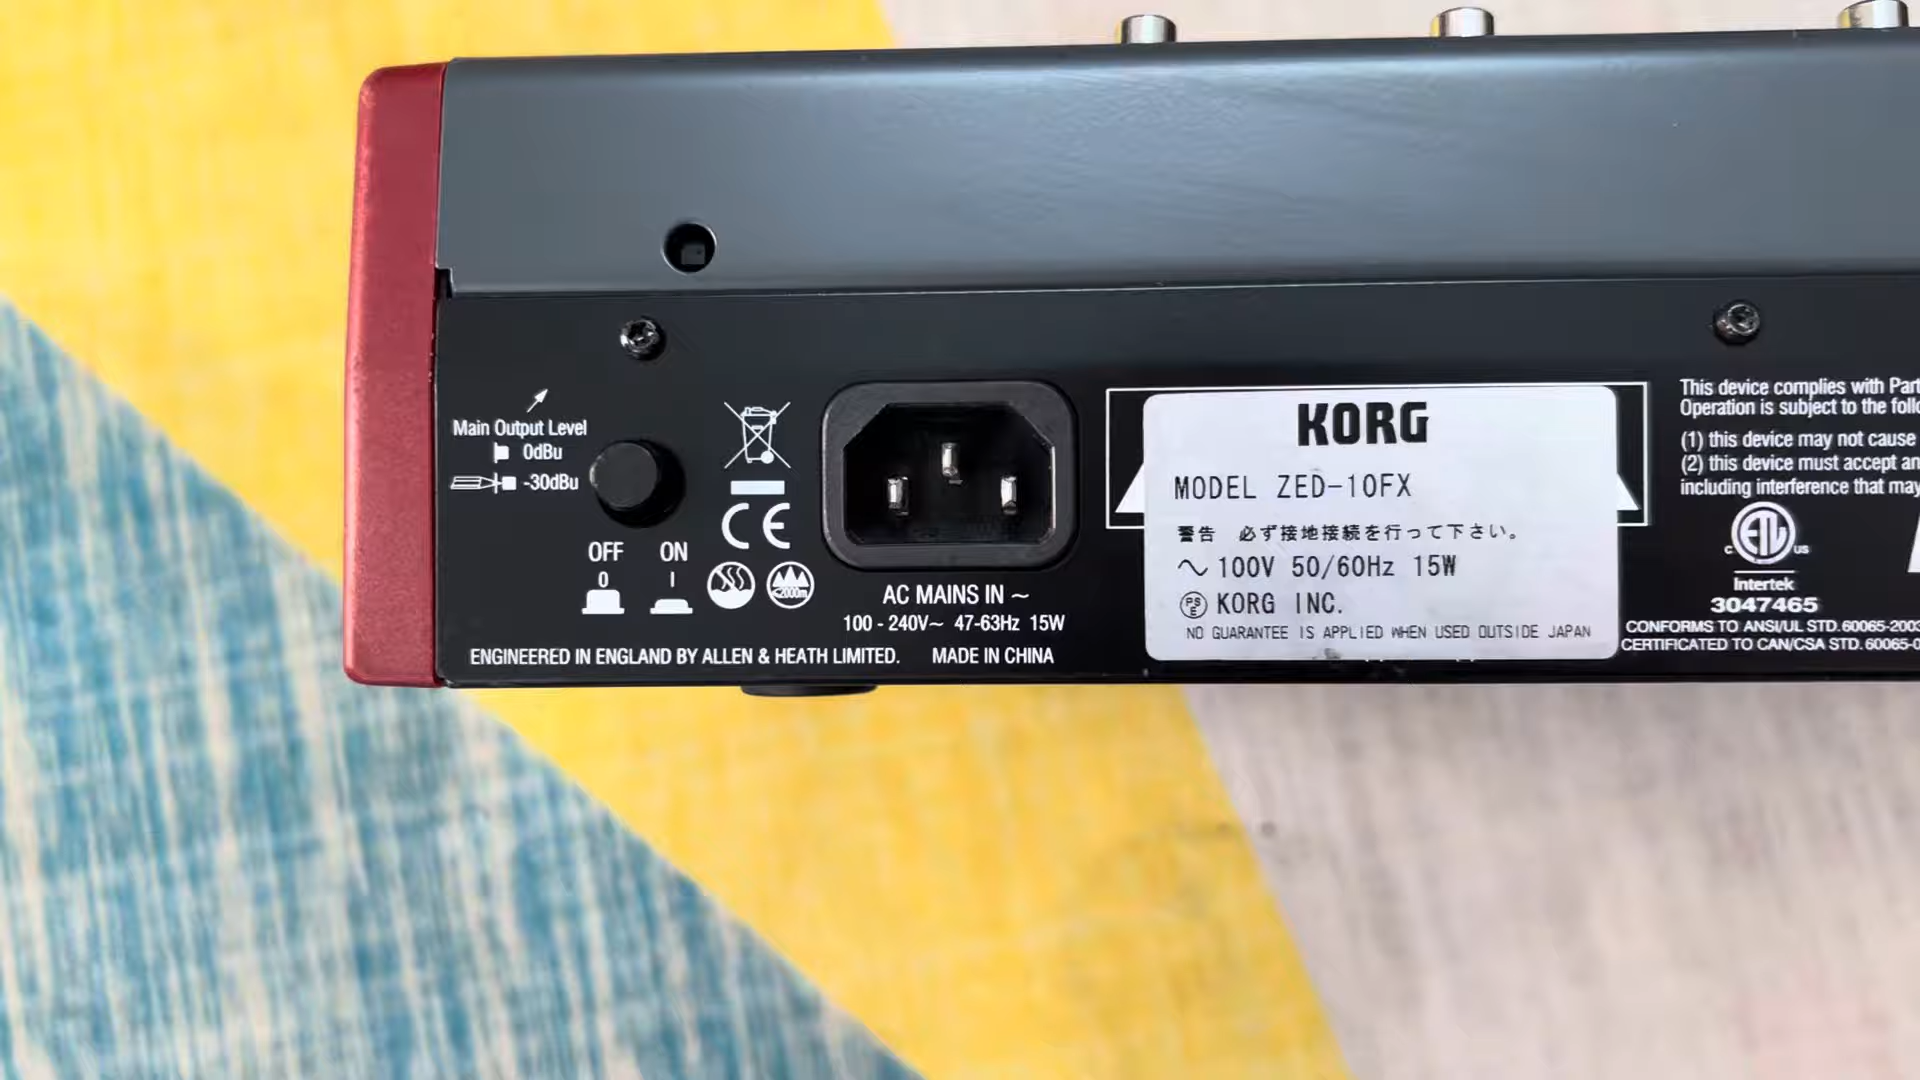 Main Output Level
0dBu
-30dBu
OFF ON
0 I
CE
<2000m
AC MAINS IN ~
100 - 240V~ 47-63Hz 15W
ENGINEERED IN ENGLAND BY ALLEN & HEATH LIMITED. MADE IN CHINA
KORG
MODEL ZED-10FX
警告 必ず接地接続を行って下さい。
~ 100V 50/60Hz 15W
PSE KORG INC.
NO GUARANTEE IS APPLIED WHEN USED OUTSIDE JAPAN
This device complies with Part
Operation is subject to the follo
(1) this device may not cause
(2) this device must accept an
including interference that may
C ETL US
Intertek
3047465
CONFORMS TO ANSI/UL STD. 60065-2003
CERTIFICATED TO CAN/CSA STD. 60065-0